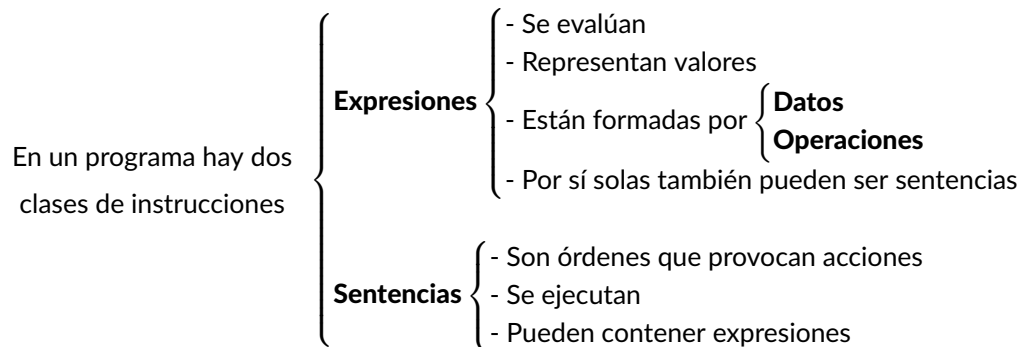 En un programa hay dos
clases de instrucciones
Expresiones
- Se evalúan
- Representan valores
- Están formadas por
Datos
Operaciones
- Por sí solas también pueden ser sentencias
Sentencias
- Son órdenes que provocan acciones
- Se ejecutan
- Pueden contener expresiones